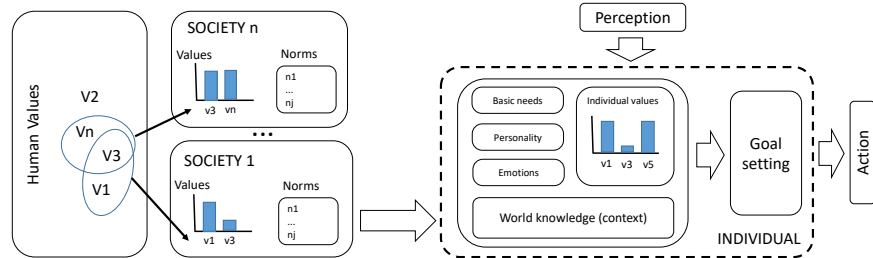 Human Values
V2
Vn
V3
V1
SOCIETY n
Values
v3 vn
Norms
n1
...
nj
...
SOCIETY 1
Values
v1 v3
Norms
n1
...
nj
Perception
Basic needs
Personality
Emotions
Individual values
v1 v3 v5
World knowledge (context)
Goal
setting
INDIVIDUAL
Action